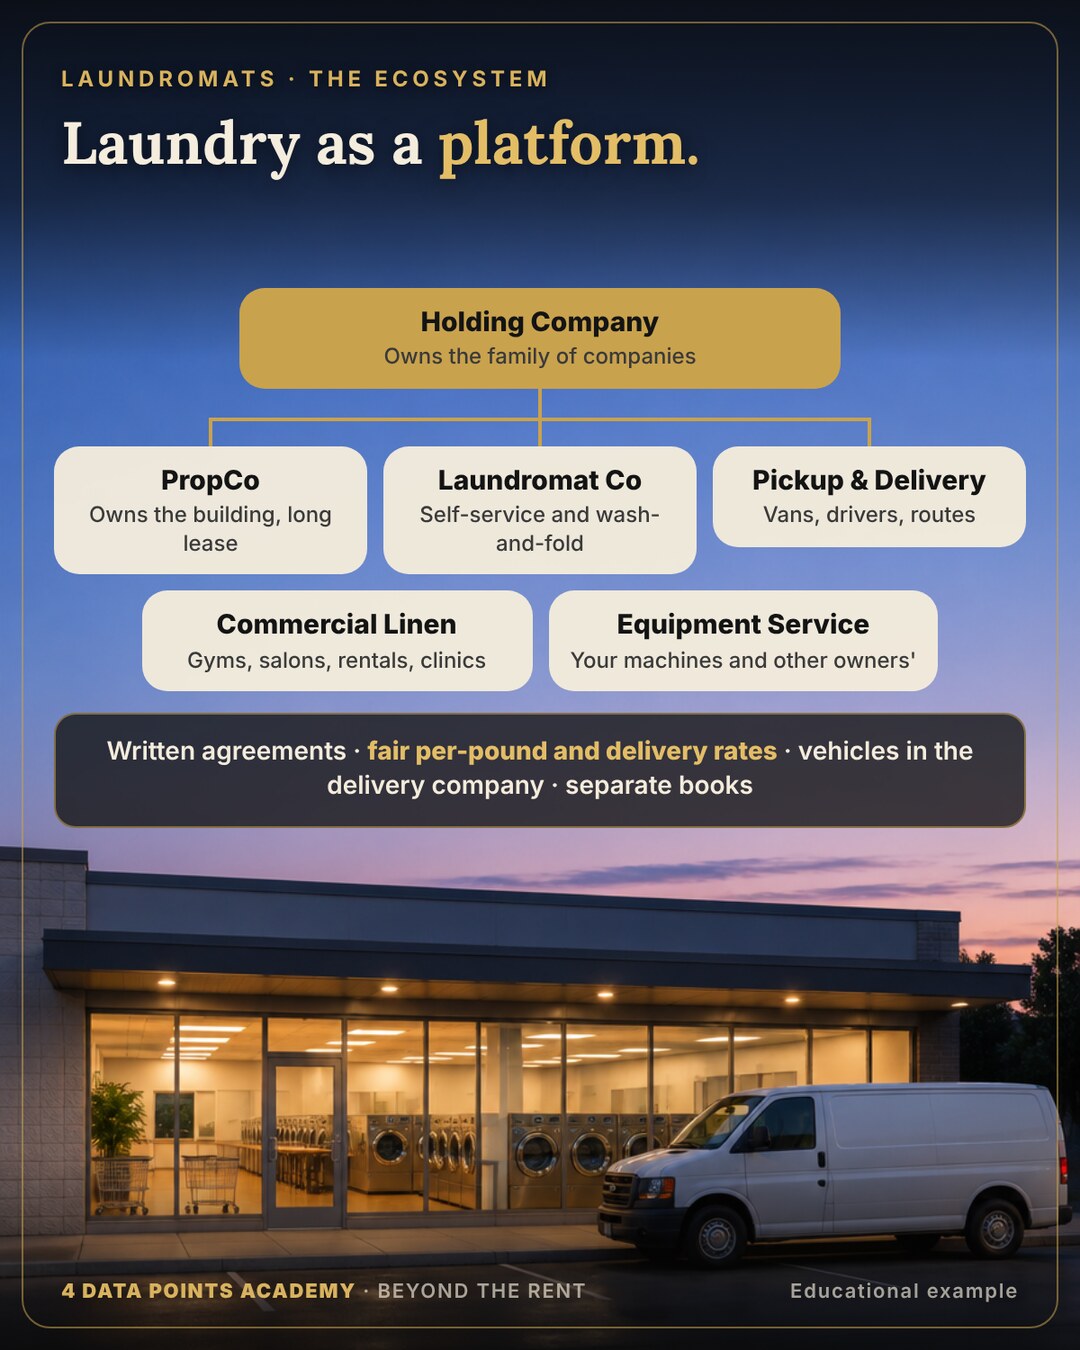 LAUNDROMATS · THE ECOSYSTEM
Laundry as a platform.
Holding Company
Owns the family of companies
PropCo
Owns the building, long
lease
Laundromat Co
Self-service and wash-
and-fold
Pickup & Delivery
Vans, drivers, routes
Commercial Linen
Gyms, salons, rentals, clinics
Equipment Service
Your machines and other owners'
Written agreements · fair per-pound and delivery rates · vehicles in the
delivery company · separate books
4 DATA POINTS ACADEMY · BEYOND THE RENT
Educational example